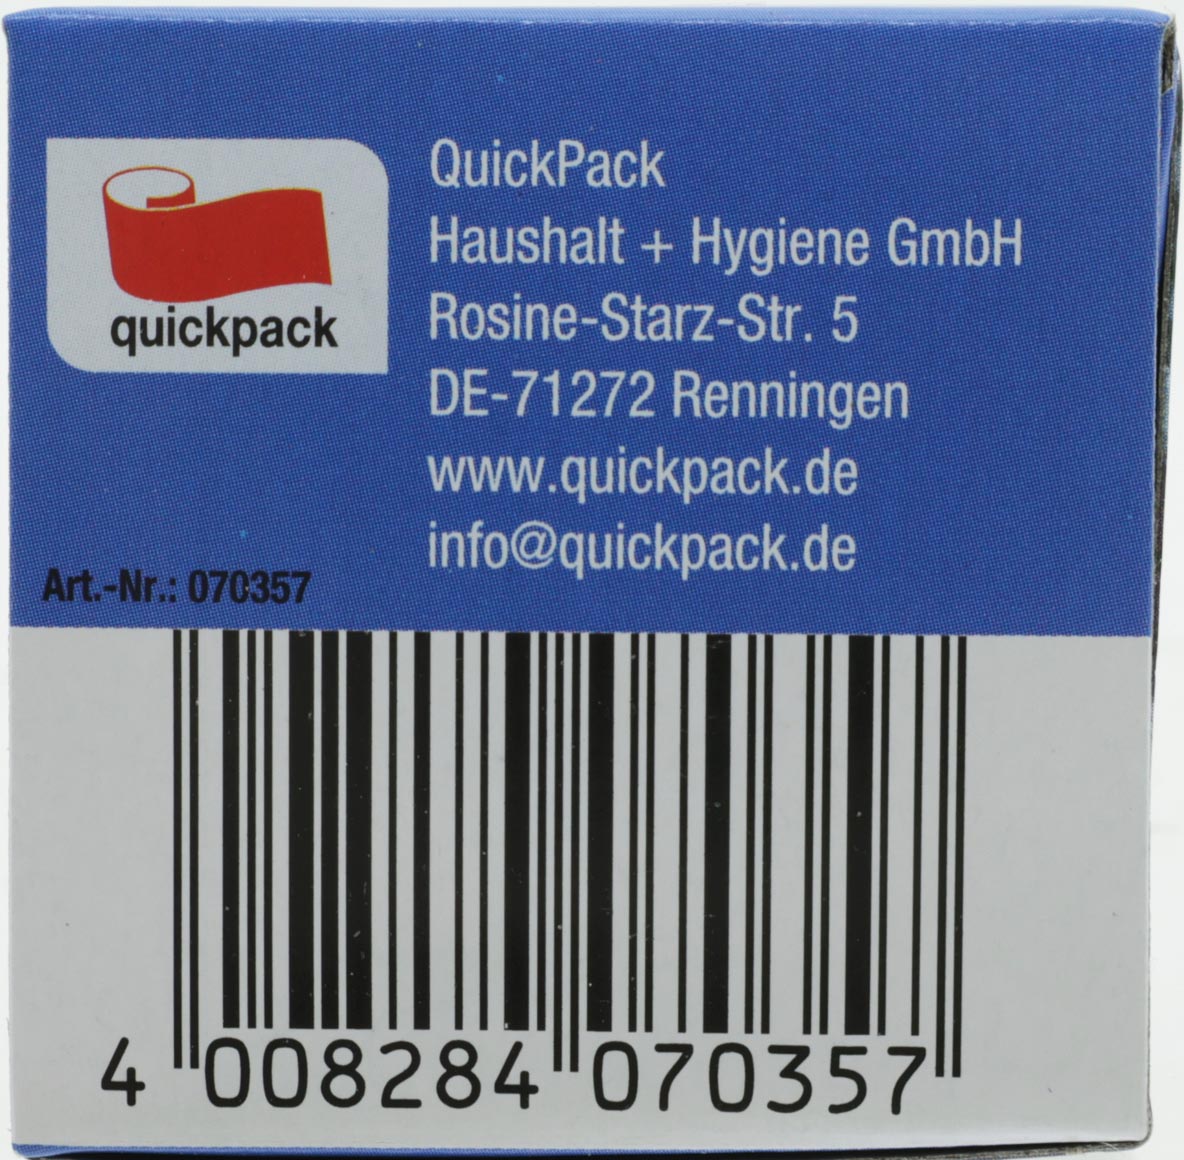 quickpack
QuickPack
Haushalt + Hygiene GmbH
Rosine-Starz-Str. 5
DE-71272 Renningen
www.quickpack.de
info@quickpack.de
Art.-Nr.: 070357
4 008284 070357